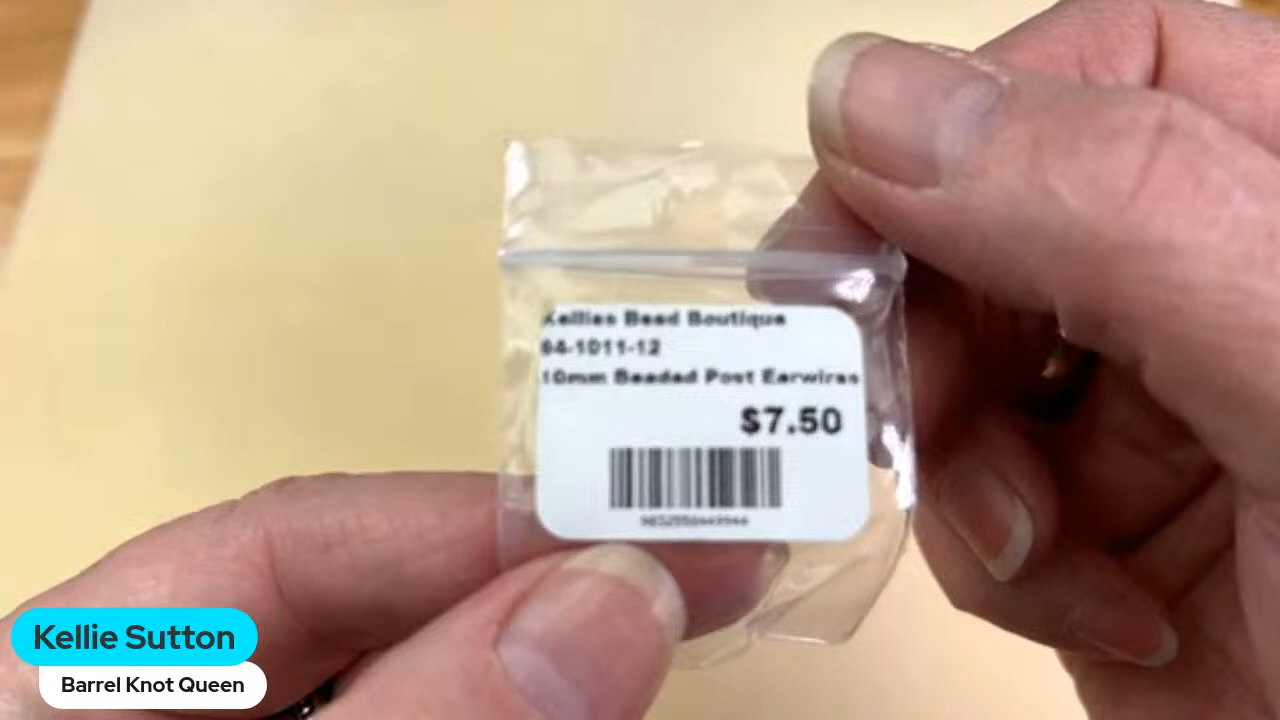 Kellies Bead Boutique
64-1011-12
10mm Beaded Post Earwires
$7.50
Kellie Sutton
Barrel Knot Queen